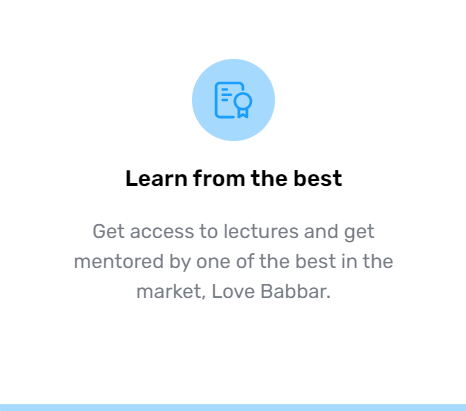 Learn from the best
Get access to lectures and get
mentored by one of the best in the
market, Love Babbar.